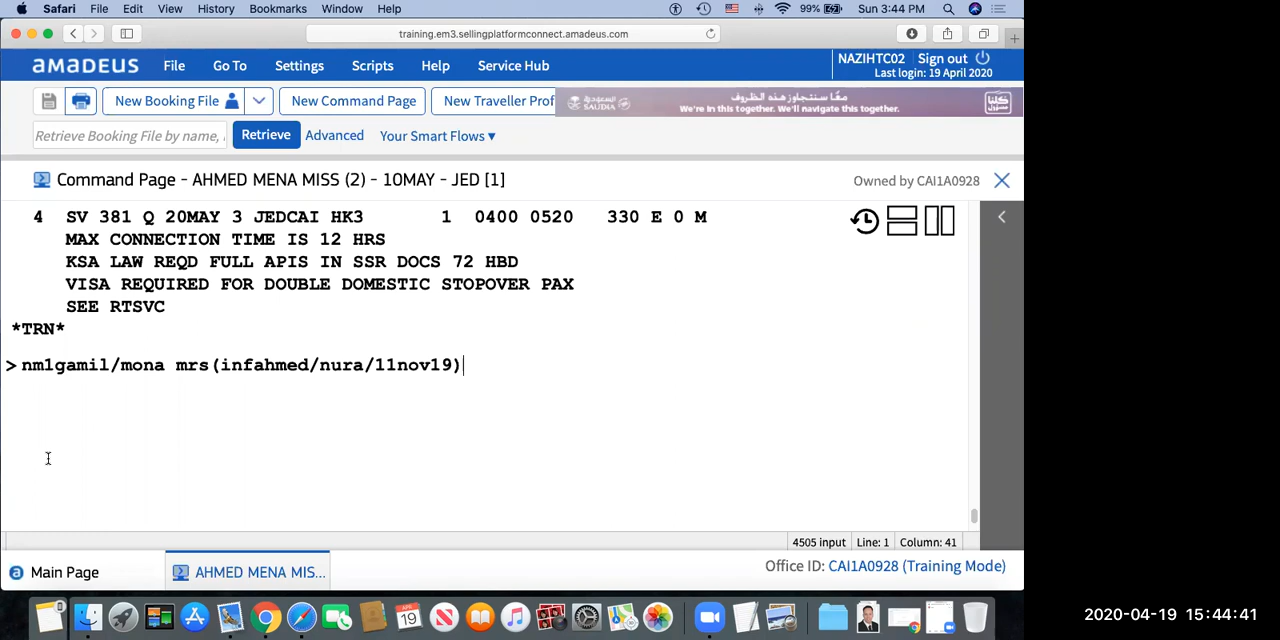 Safari File Edit View History Bookmarks Window Help 99% Sun 3:44 PM
training.em3.sellingplatformconnect.amadeus.com
amadeus File Go To Settings Scripts Help Service Hub NAZIHTC02 Sign out
Last login: 19 April 2020
New Booking File New Command Page New Traveller Prof
السعودية SAUDIA
معًا سنتجاوز هذه الظروف
We're in this together. We'll navigate this together.
كلنا مسؤول
Retrieve Booking File by name, Retrieve Advanced Your Smart Flows
Command Page - AHMED MENA MISS (2) - 10MAY - JED [1] Owned by CAI1A0928
4 SV 381 Q 20MAY 3 JEDCAI HK3 1 0400 0520 330 E 0 M
MAX CONNECTION TIME IS 12 HRS
KSA LAW REQD FULL APIS IN SSR DOCS 72 HBD
VISA REQUIRED FOR DOUBLE DOMESTIC STOPOVER PAX
SEE RTSVC
*TRN*
>nm1gamil/mona mrs(infahmed/nura/11nov19)
4505 input Line: 1 Column: 41
Main Page AHMED MENA MIS... Office ID: CAI1A0928 (Training Mode)
APR
19
2020-04-19 15:44:41